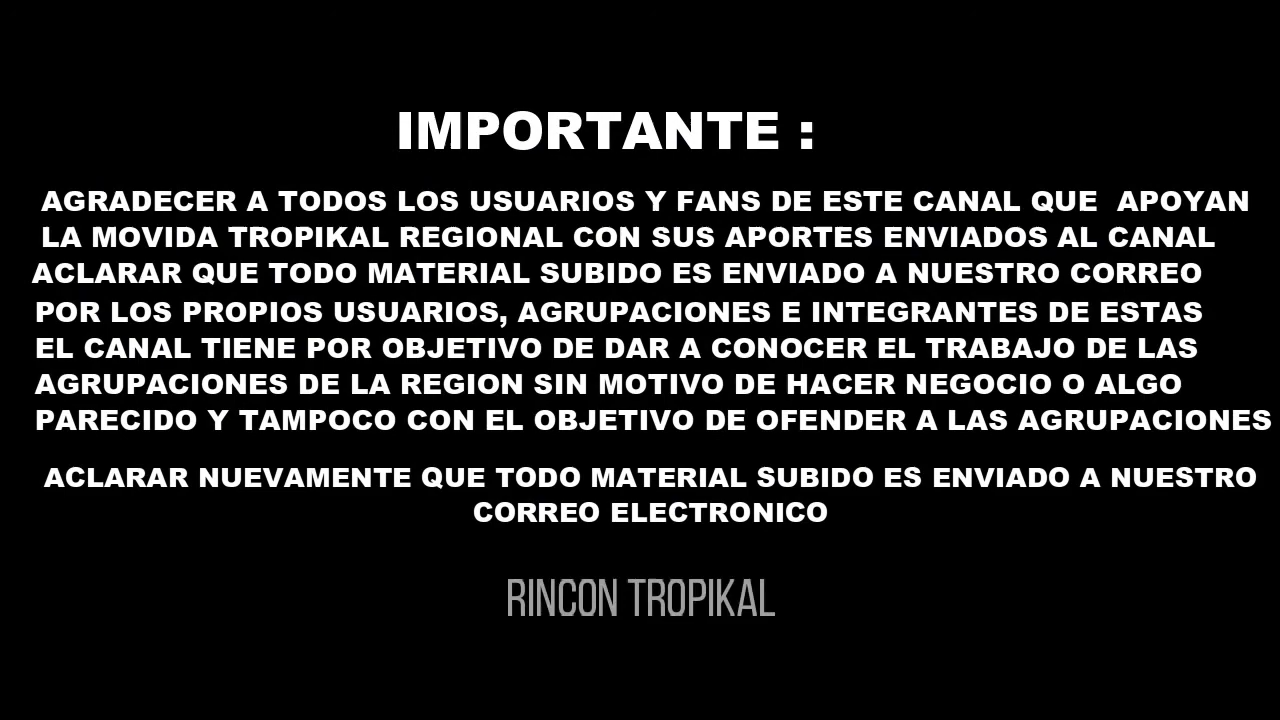 IMPORTANTE :
AGRADECER A TODOS LOS USUARIOS Y FANS DE ESTE CANAL QUE  APOYAN
LA MOVIDA TROPIKAL REGIONAL CON SUS APORTES ENVIADOS AL CANAL
ACLARAR QUE TODO MATERIAL SUBIDO ES ENVIADO A NUESTRO CORREO
POR LOS PROPIOS USUARIOS, AGRUPACIONES E INTEGRANTES DE ESTAS
EL CANAL TIENE POR OBJETIVO DE DAR A CONOCER EL TRABAJO DE LAS
AGRUPACIONES DE LA REGION SIN MOTIVO DE HACER NEGOCIO O ALGO
PARECIDO Y TAMPOCO CON EL OBJETIVO DE OFENDER A LAS AGRUPACIONES
ACLARAR NUEVAMENTE QUE TODO MATERIAL SUBIDO ES ENVIADO A NUESTRO
CORREO ELECTRONICO
RINCON TROPIKAL